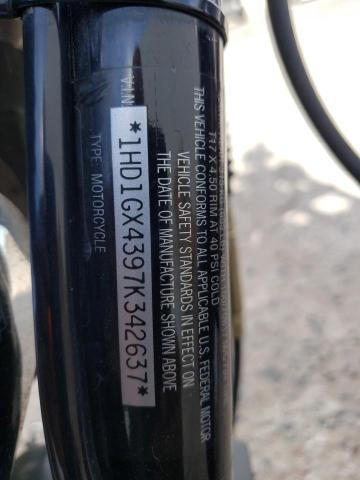 T17 X 4.50 RIM AT 40 PSI COLD
THIS VEHICLE CONFORMS TO ALL APPLICABLE U.S. FEDERAL MOTOR
VEHICLE SAFETY STANDARDS IN EFFECT ON
THE DATE OF MANUFACTURE SHOWN ABOVE
*1HD1GX4397K342637*
TYPE: MOTORCYCLE